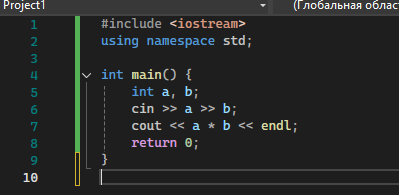 Project1 (Глобальная област
1 #include <iostream>
2 using namespace std;
3
4 int main() {
5 int a, b;
6 cin >> a >> b;
7 cout << a * b << endl;
8 return 0;
9 }
10